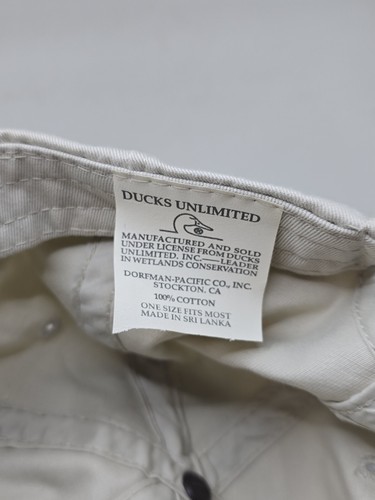 DUCKS UNLIMITED
MANUFACTURED AND SOLD
UNDER LICENSE FROM DUCKS
UNLIMITED, INC.—LEADER
IN WETLANDS CONSERVATION
DORFMAN-PACIFIC CO., INC.
STOCKTON, CA
100% COTTON
ONE SIZE FITS MOST
MADE IN SRI LANKA